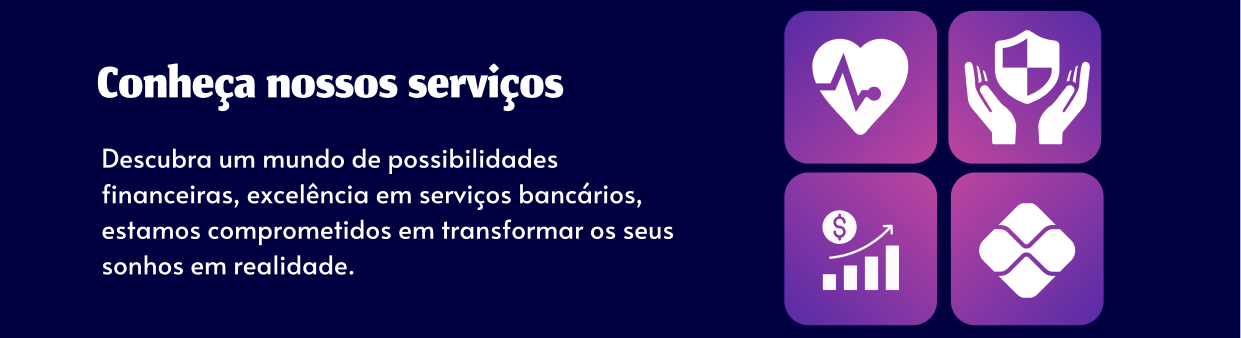 Conheça nossos serviços
Descubra um mundo de possibilidades
financeiras, excelência em serviços bancários,
estamos comprometidos em transformar os seus
sonhos em realidade.
$